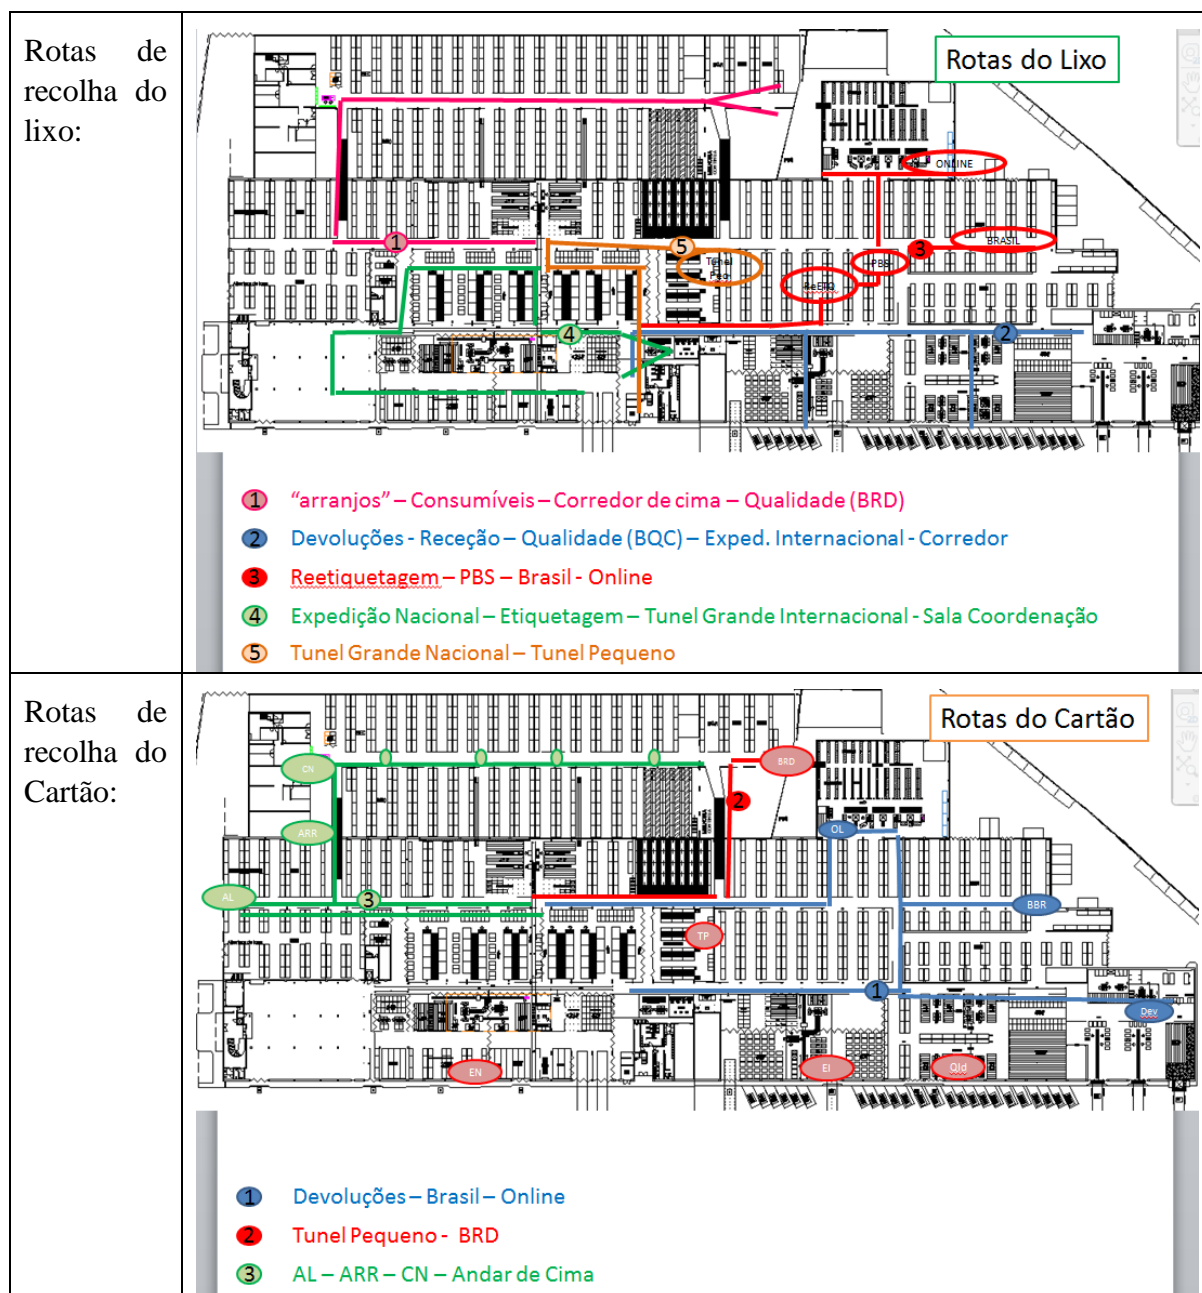 Rotas de
recolha do
lixo:
Rotas do Lixo
ONLINE
1
5
BRASIL
3
Tunel
Peq
PBS
ReETQ
4
2
1 “arranjos” – Consumíveis – Corredor de cima – Qualidade (BRD)
2 Devoluções - Receção – Qualidade (BQC) – Exped. Internacional - Corredor
3 Reetiquetagem – PBS – Brasil - Online
4 Expedição Nacional – Etiquetagem – Tunel Grande Internacional - Sala Coordenação
5 Tunel Grande Nacional – Tunel Pequeno
Rotas de
recolha do
Cartão:
Rotas do Cartão
CN
BRD
2
ARR
OL
AL
3
BBR
TP
1
Dev
EN
EI
Qld
1 Devoluções – Brasil – Online
2 Tunel Pequeno - BRD
3 AL – ARR – CN – Andar de Cima